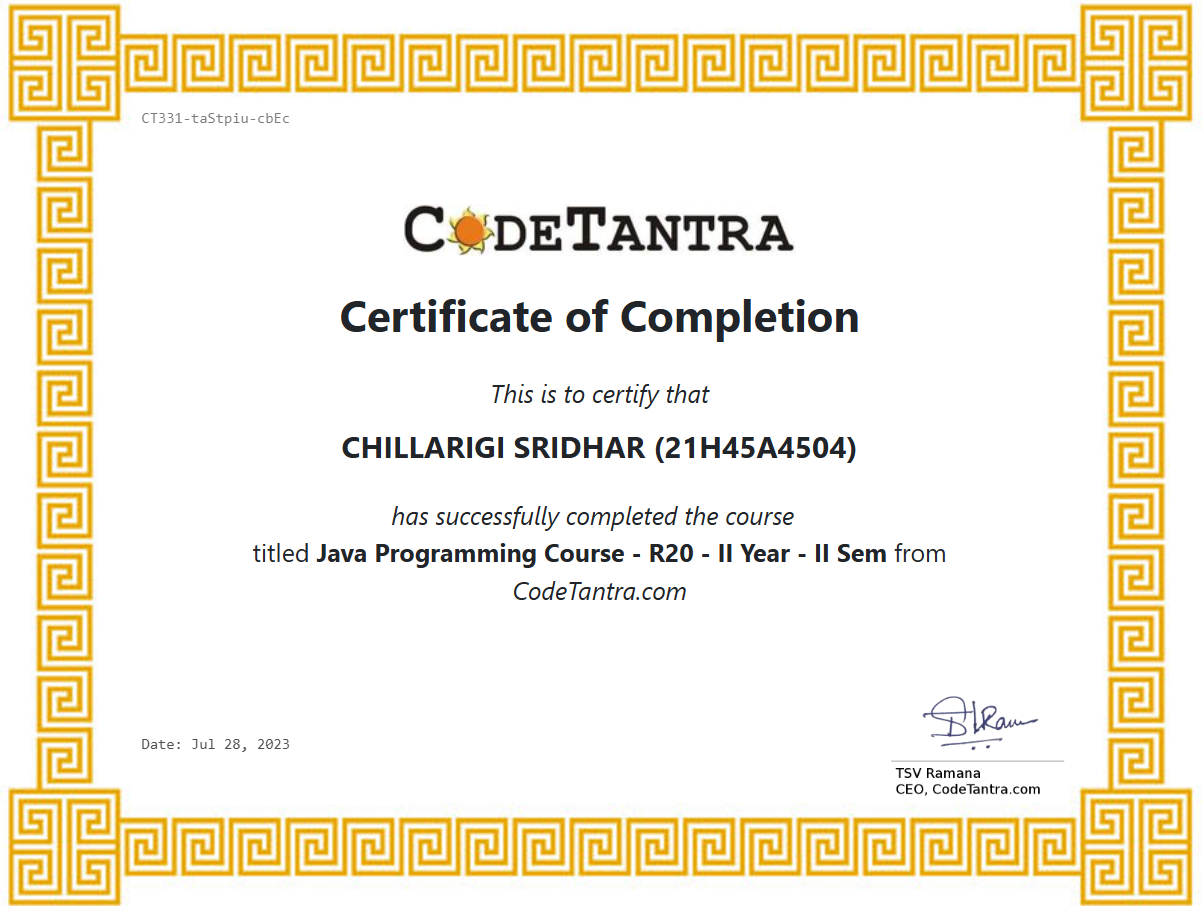 CT331-taStpiu-cbEc
CODETANTRA
Certificate of Completion
This is to certify that
CHILLARIGI SRIDHAR (21H45A4504)
has successfully completed the course
titled Java Programming Course - R20 - II Year - II Sem from
CodeTantra.com
Date: Jul 28, 2023
TSV Ramana
CEO, CodeTantra.com